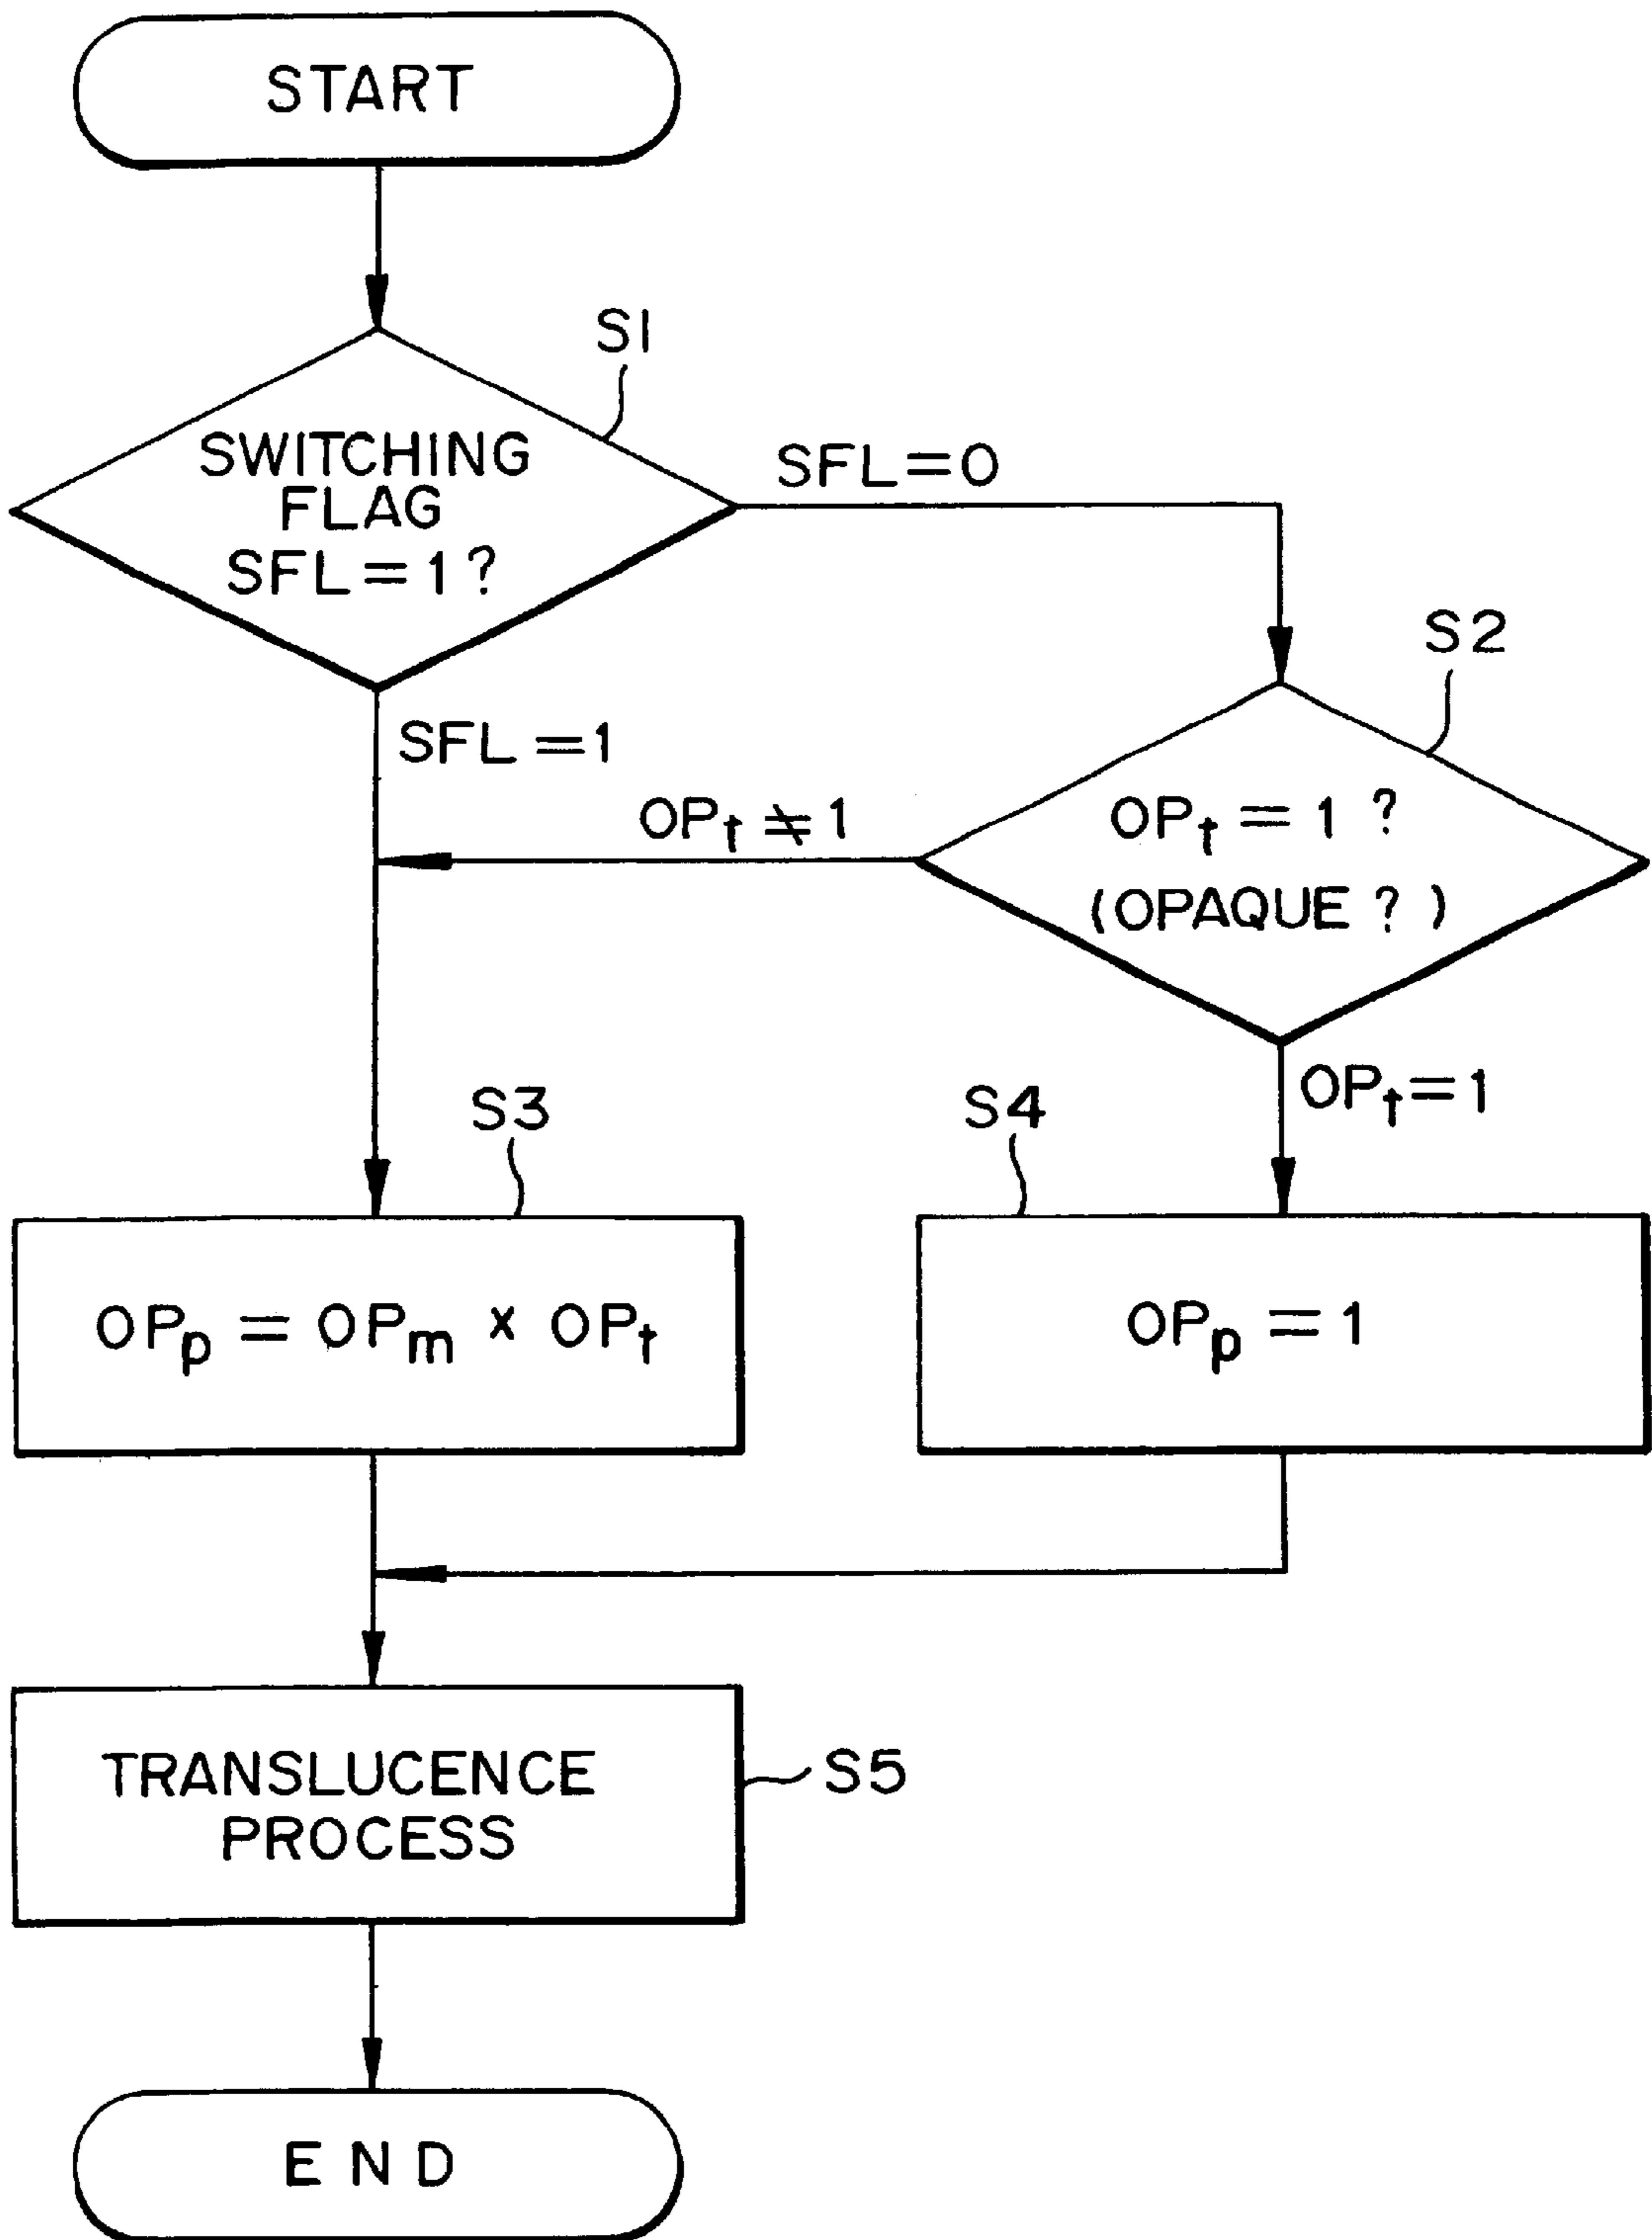 START
S1
SWITCHING
FLAG
SFL=1?
SFL=0
SFL=1
S2
OPt=1?
(OPAQUE?)
OPt≠1
OPt=1
S3
OPp=OPm×OPt
S4
OPp=1
TRANSLUCENCE
PROCESS
S5
END